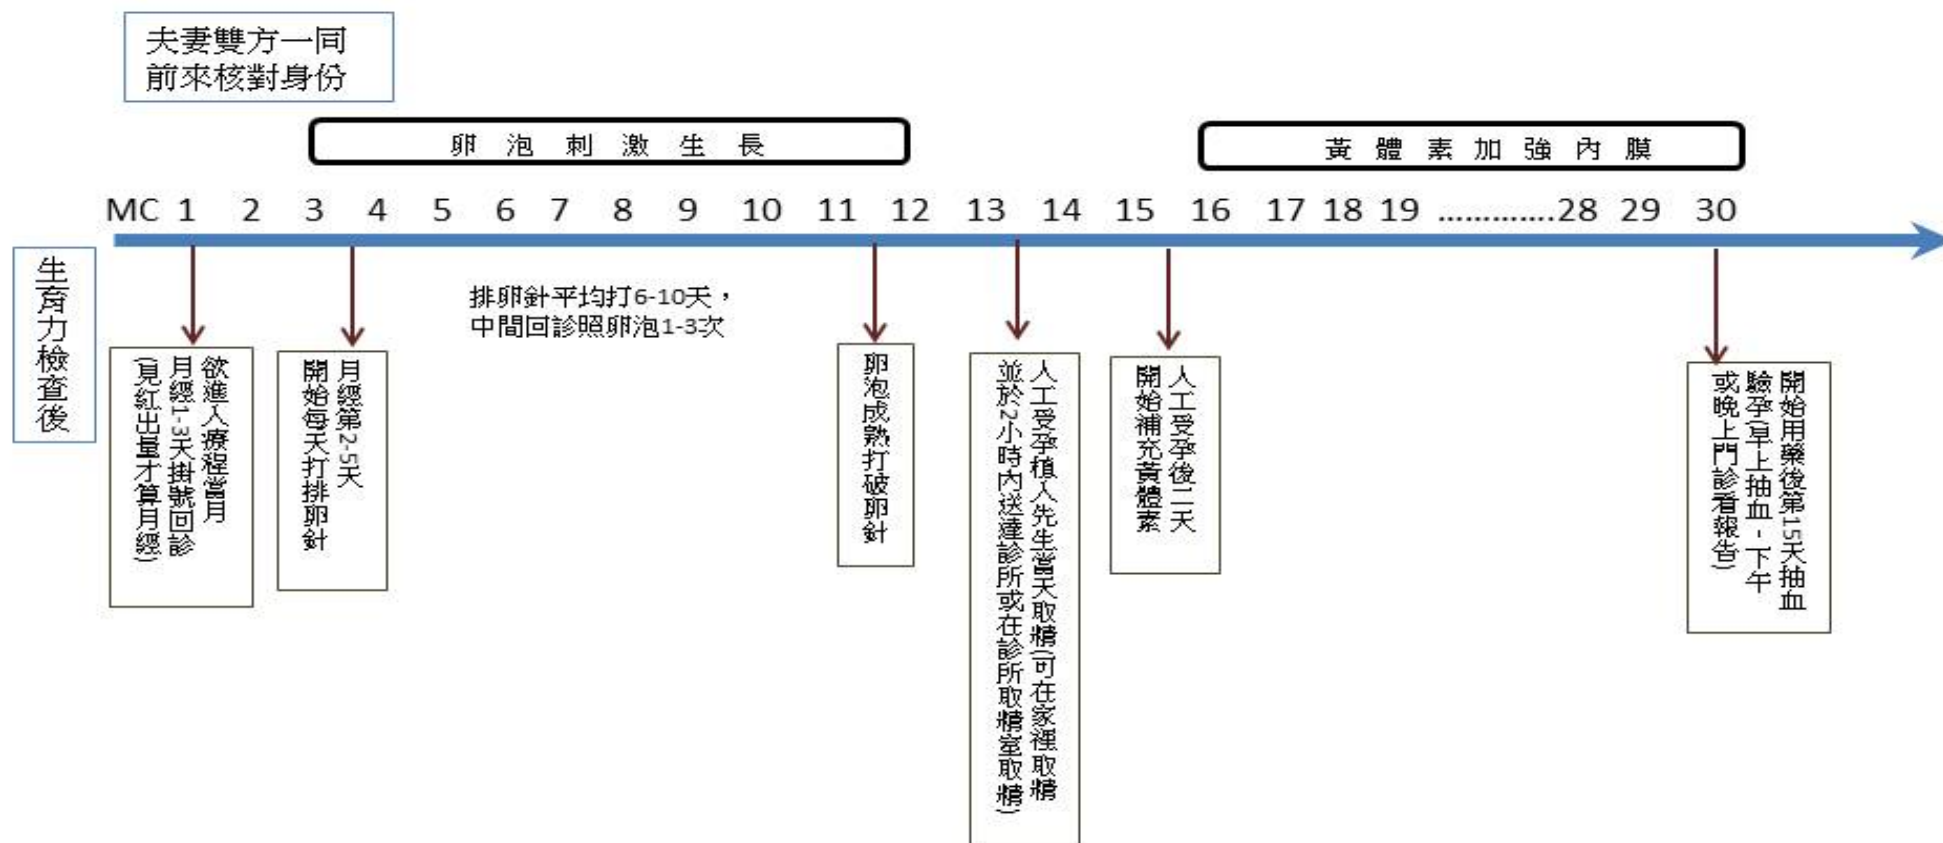 夫妻雙方一同
前來核對身份
卵泡刺激生長
黃體素加強內膜
MC 1 2 3 4 5 6 7 8 9 10 11 12 13 14 15 16 17 18 19 .............28 29 30
生育力檢查後
排卵針平均打6-10天，
中間回診照卵泡1-3次
欲進入療程當月
月經1-3天掛號回診
(見紅出量才算月經)
月經第2-5天
開始每天打排卵針
卵泡成熟打破卵針
人工受孕植入先生當天取精(可在家裡取精
並於2小時內送達診所或在診所取精室取精)
人工受孕後二天
開始補充黃體素
開始用藥後第15天抽血
驗孕(早上抽血-下午
或晚上門診看報告)